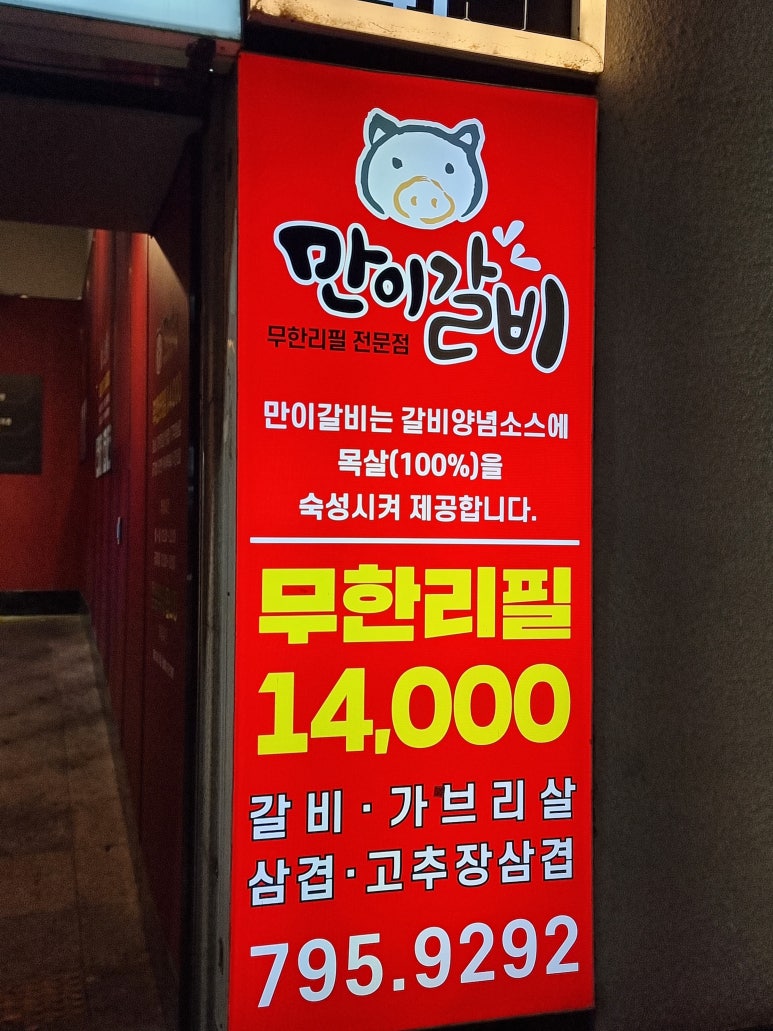 만이갈비
무한리필 전문점
만이갈비는 갈비양념소스에
목살(100%)을
숙성시켜 제공합니다.
무한리필
14,000
갈비·가브리살
삼겹·고추장삼겹
795.9292